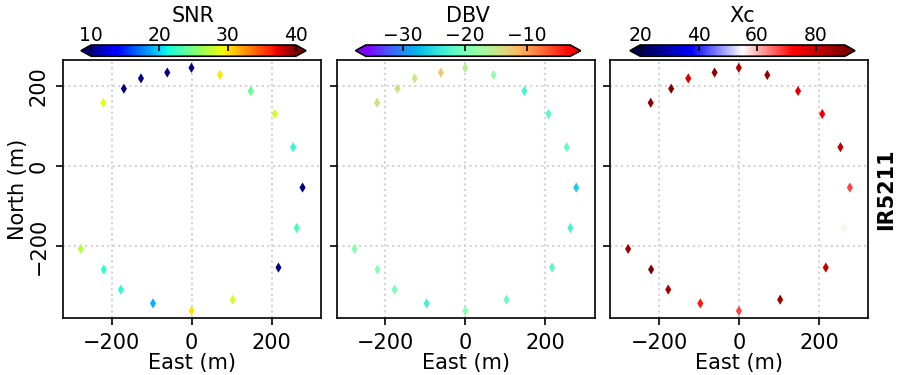 SNR DBV Xc
10 20 30 40 −30 −20 −10 20 40 60 80
200
0
−200
North (m)
IR5211
−200 0 200 −200 0 200 −200 0 200
East (m) East (m) East (m)